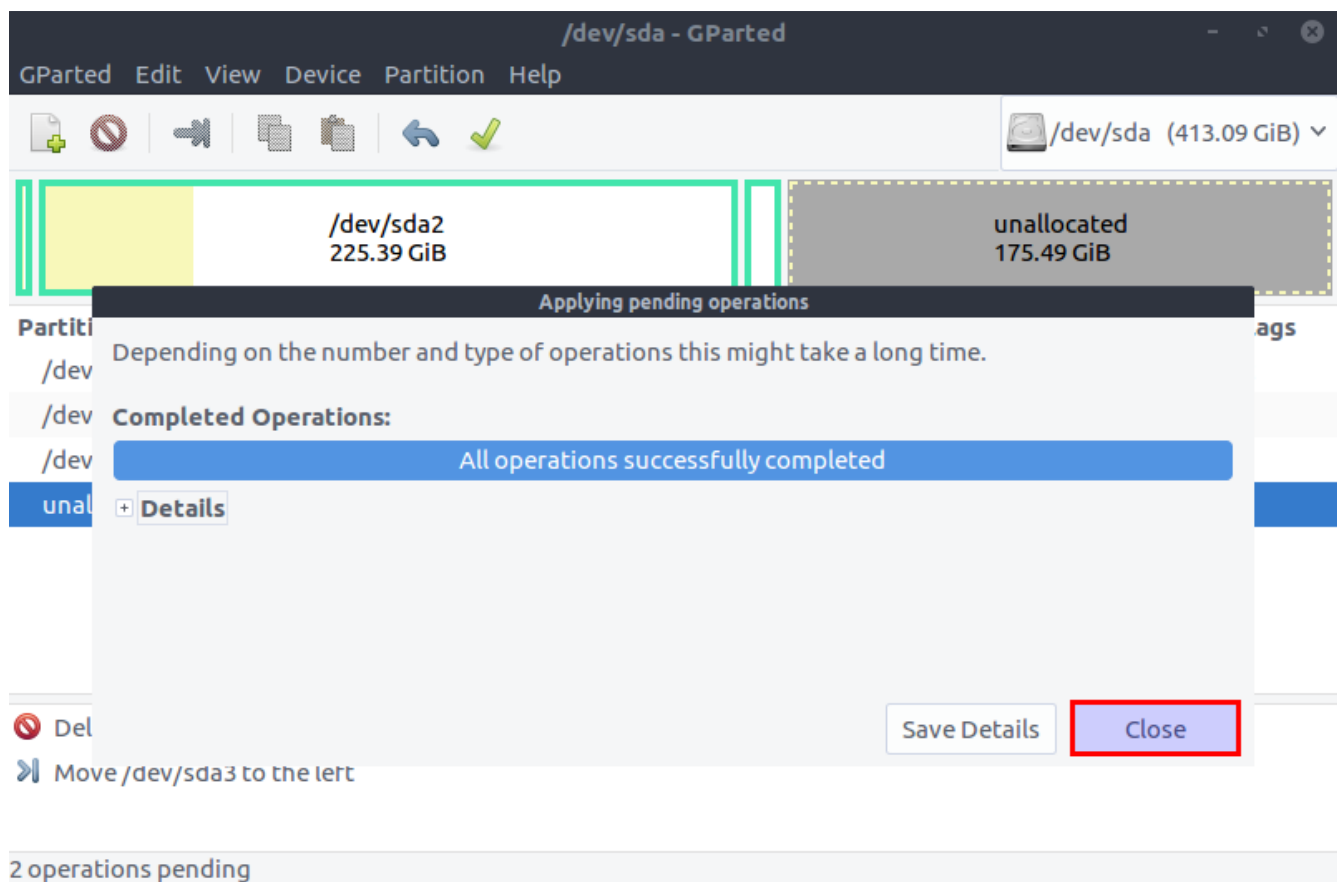 /dev/sda - GParted
GParted Edit View Device Partition Help
/dev/sda (413.09 GiB)
/dev/sda2
225.39 GiB
unallocated
175.49 GiB
Applying pending operations
Partiti
ags
Depending on the number and type of operations this might take a long time.
/dev
/dev
Completed Operations:
/dev
All operations successfully completed
unal
Details
Save Details
Close
Del
Move /dev/sda3 to the left
2 operations pending